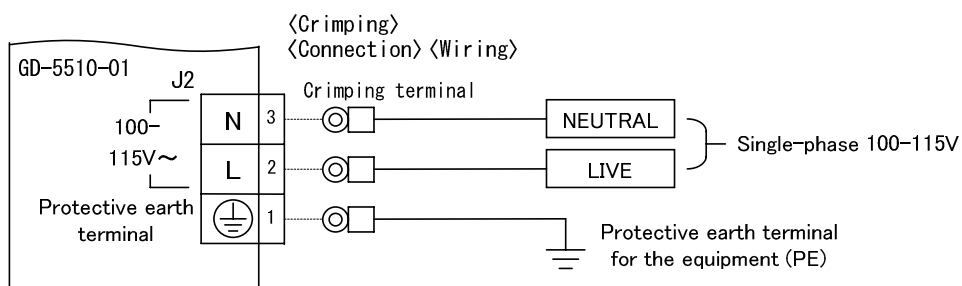 〈Crimping〉
〈Connection〉〈Wiring〉
GD-5510-01
J2
Crimping terminal
100-
115V～
N 3
NEUTRAL
L 2
LIVE
Single-phase 100-115V
Protective earth
terminal
1
Protective earth terminal
for the equipment (PE)